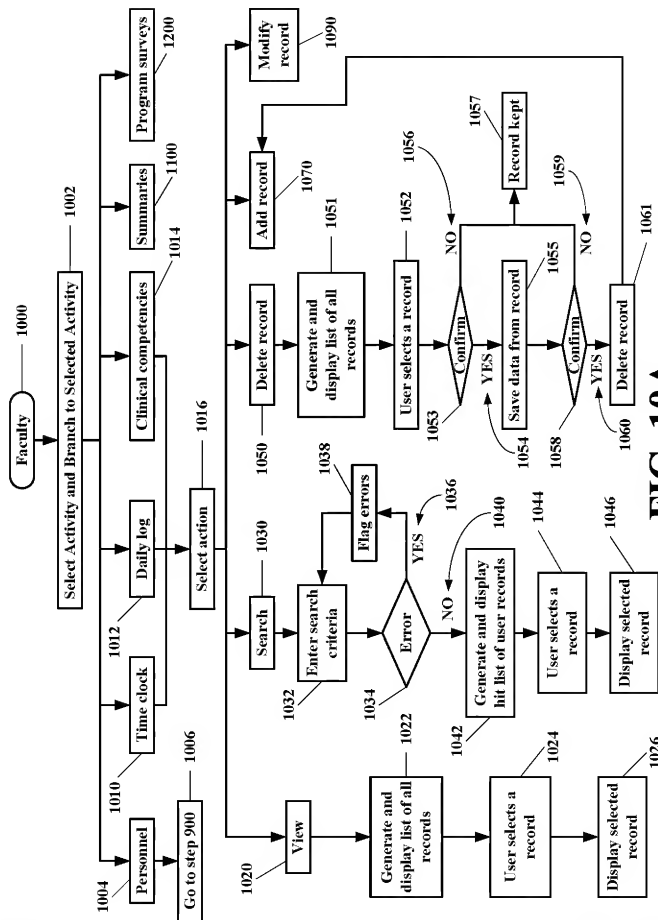 Faculty
1000
Select Activity and Branch to Selected Activity
1002
1004
Personnel
1010
Time clock
1012
Daily log
Clinical competencies
1014
Summaries
1100
Program surveys
1200
Go to step 900
1006
Select action
1016
1020
View
Generate and
display list of all
records
1022
User selects a
record
1024
Display selected
record
1026
Search
1030
Enter search
criteria
1032
Flag errors
1038
Error
1034
YES
1036
NO
1040
Generate and display
hit list of user records
1042
User selects a
record
1044
Display selected
record
1046
Delete record
1050
Generate and
display list of all
records
1051
User selects a record
1052
Confirm
1053
NO
1056
YES
1054
Save data from record
1055
Record kept
1057
Confirm
1058
NO
1059
YES
1060
Delete record
1061
Add record
1070
Modify
record
1090
FIG. 10A